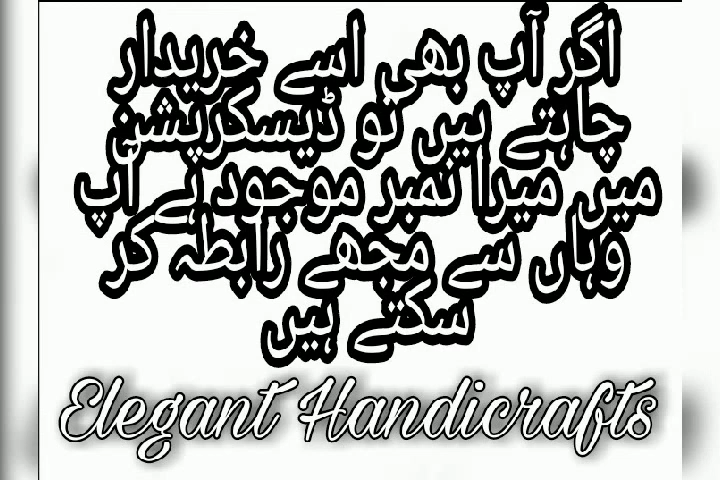 اگر آپ بھی اسے خریدار
چاہتے ہیں تو ڈیسکرپشن
میں میرا نمبر موجود ہے آپ
وہاں سے مجھے رابطہ کر
سکتے ہیں
Elegant Handicrafts